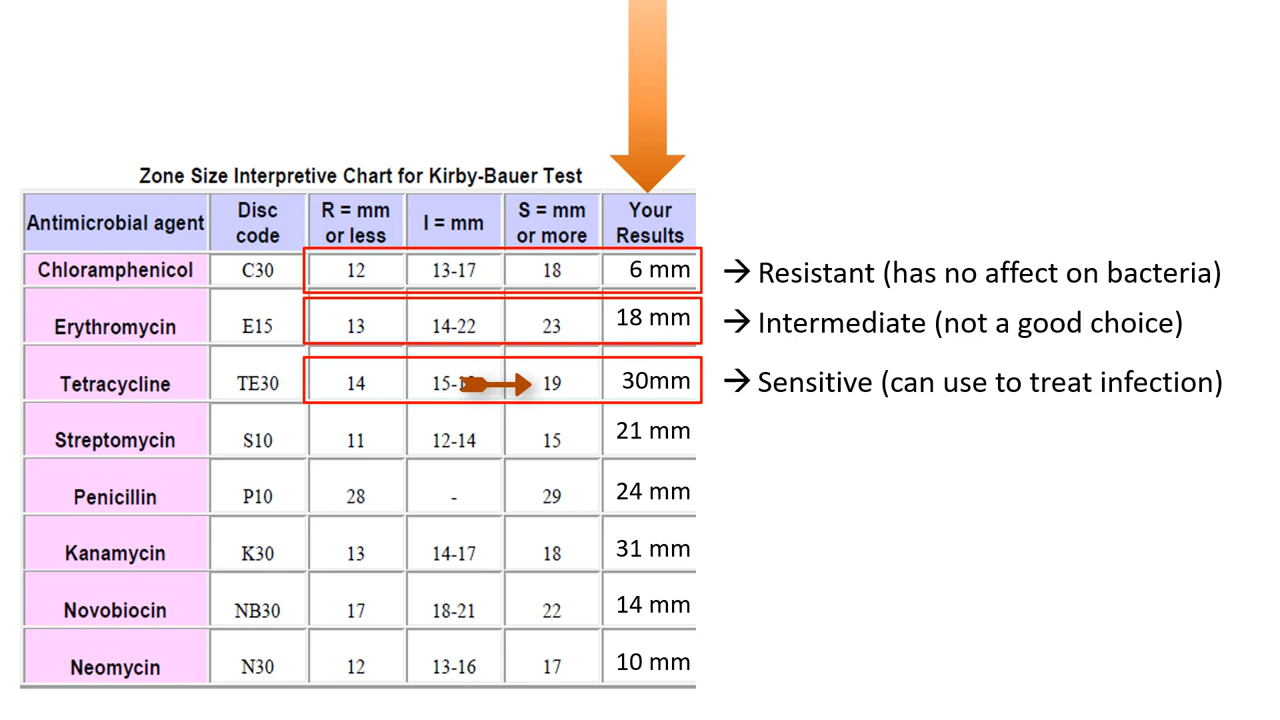 Zone Size Interpretive Chart for Kirby-Bauer Test
Antimicrobial agent Disc code R = mm or less I = mm S = mm or more Your Results
Chloramphenicol C30 12 13-17 18 6 mm → Resistant (has no affect on bacteria)
Erythromycin E15 13 14-22 23 18 mm → Intermediate (not a good choice)
Tetracycline TE30 14 19 30mm → Sensitive (can use to treat infection)
Streptomycin S10 11 12-14 15 21 mm
Penicillin P10 28 - 29 24 mm
Kanamycin K30 13 14-17 18 31 mm
Novobiocin NB30 17 18-21 22 14 mm
Neomycin N30 12 13-16 17 10 mm